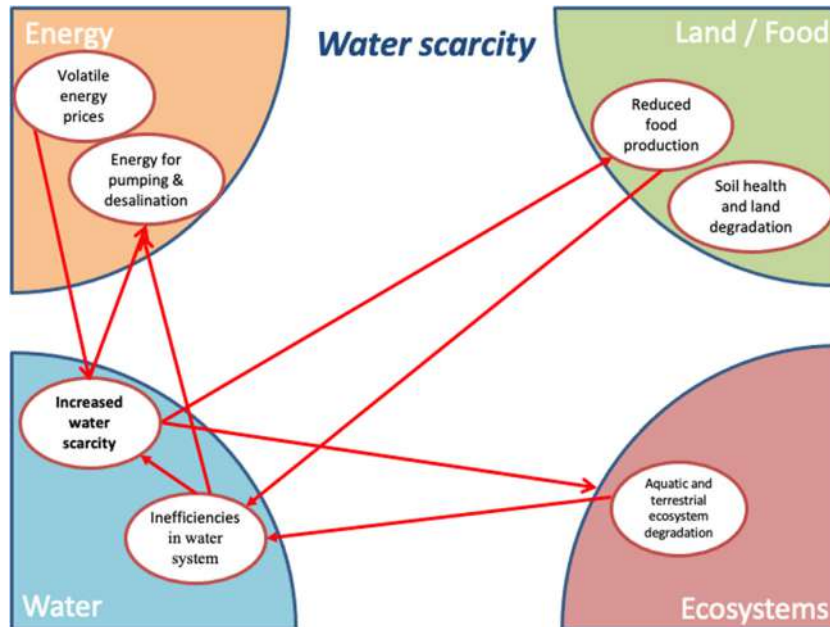 Energy
Water scarcity
Land / Food
Volatile
energy
prices
Energy for
pumping &
desalination
Reduced
food
production
Soil health
and land
degradation
Increased
water
scarcity
Inefficiencies
in water
system
Aquatic and
terrestrial
ecosystem
degradation
Water
Ecosystems